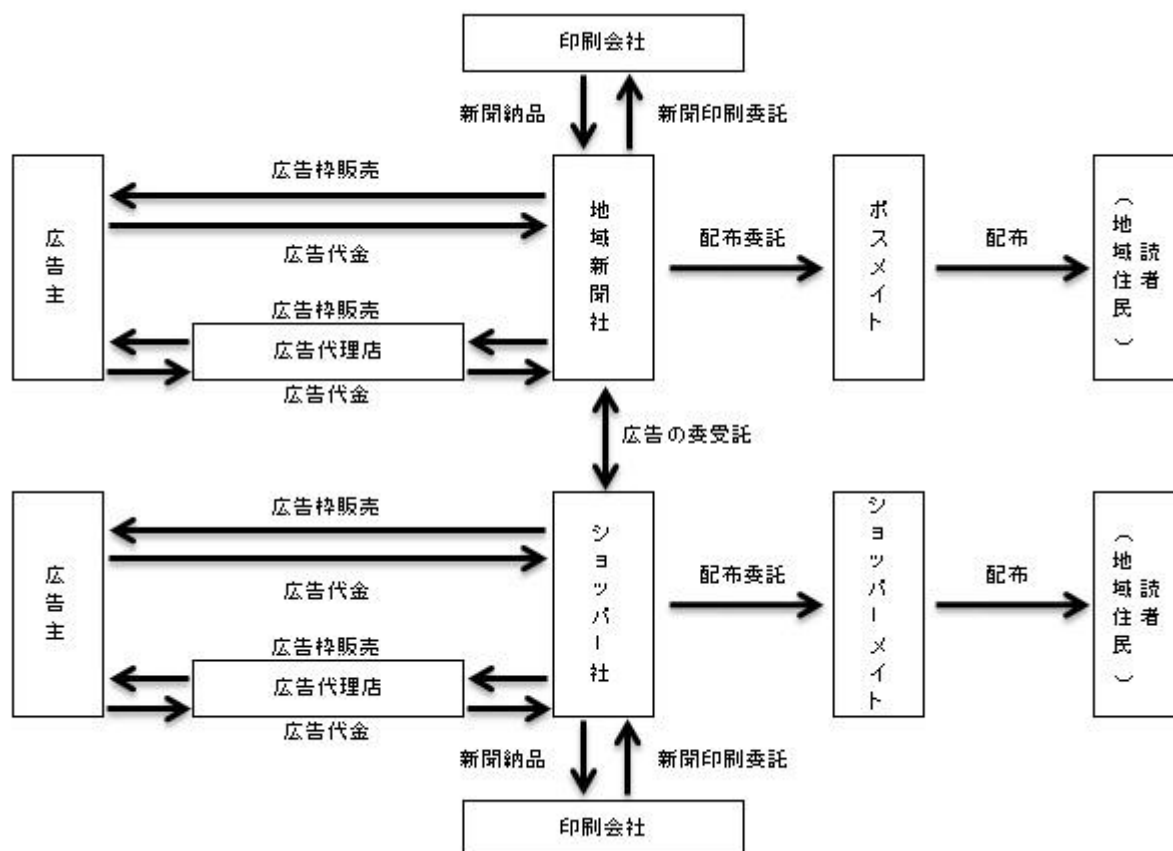 印刷会社
新聞納品
新聞印刷委託
広告主
広告枠販売
広告代金
広告枠販売
広告代理店
広告代金
地域新聞社
配布委託
ポスメイト
配布
読者
（地域住民）
広告の委受託
広告主
広告枠販売
広告代金
広告枠販売
広告代理店
広告代金
ショッパー社
配布委託
ショッパーメイト
配布
読者
（地域住民）
新聞納品
新聞印刷委託
印刷会社